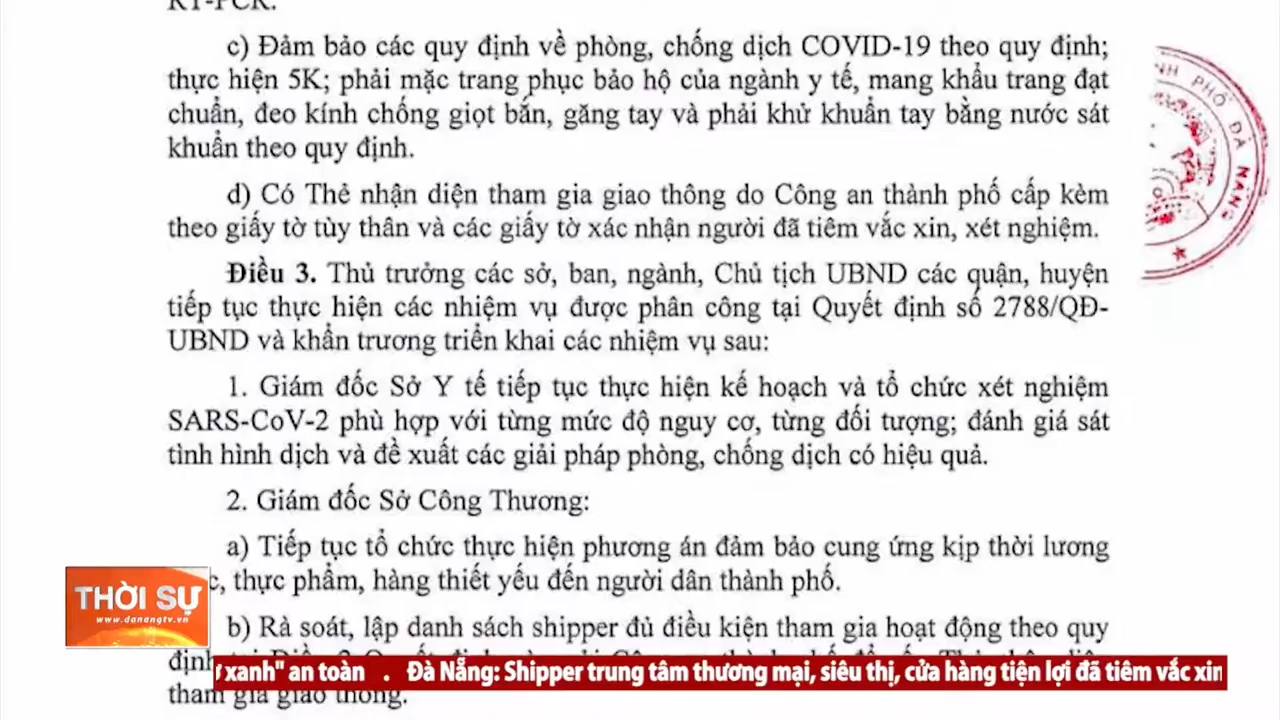 RT-PCR.
c) Đảm bảo các quy định về phòng, chống dịch COVID-19 theo quy định;
thực hiện 5K; phải mặc trang phục bảo hộ của ngành y tế, mang khẩu trang đạt
chuẩn, đeo kính chống giọt bắn, găng tay và phải khử khuẩn tay bằng nước sát
khuẩn theo quy định.
d) Có Thẻ nhận diện tham gia giao thông do Công an thành phố cấp kèm
theo giấy tờ tùy thân và các giấy tờ xác nhận người đã tiêm vắc xin, xét nghiệm.
Điều 3. Thủ trưởng các sở, ban, ngành, Chủ tịch UBND các quận, huyện
tiếp tục thực hiện các nhiệm vụ được phân công tại Quyết định số 2788/QĐ-
UBND và khẩn trương triển khai các nhiệm vụ sau:
1. Giám đốc Sở Y tế tiếp tục thực hiện kế hoạch và tổ chức xét nghiệm
SARS-CoV-2 phù hợp với từng mức độ nguy cơ, từng đối tượng; đánh giá sát
tình hình dịch và đề xuất các giải pháp phòng, chống dịch có hiệu quả.
2. Giám đốc Sở Công Thương:
a) Tiếp tục tổ chức thực hiện phương án đảm bảo cung ứng kịp thời lương
c, thực phẩm, hàng thiết yếu đến người dân thành phố.
b) Rà soát, lập danh sách shipper đủ điều kiện tham gia hoạt động theo quy
định
tham gia giao thông.
NH PHỐ ĐÀ NẴNG
THỜI SỰ
www.danangtv.vn
xanh" an toàn . Đà Nẵng: Shipper trung tâm thương mại, siêu thị, cửa hàng tiện lợi đã tiêm vắc xin